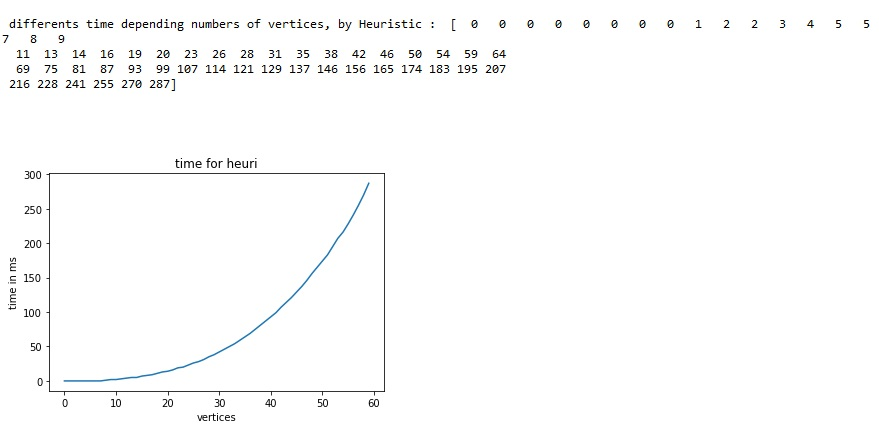 differents time depending numbers of vertices, by Heuristic :  [  0   0   0   0   0   0   0   0   1   2   2   3   4   5   5
7   8   9
11  13  14  16  19  20  23  26  28  31  35  38  42  46  50  54  59  64
69  75  81  87  93  99 107 114 121 129 137 146 156 165 174 183 195 207
216 228 241 255 270 287]
time for heuri
300
250
200
150
100
50
0
time in ms
0 10 20 30 40 50 60
vertices